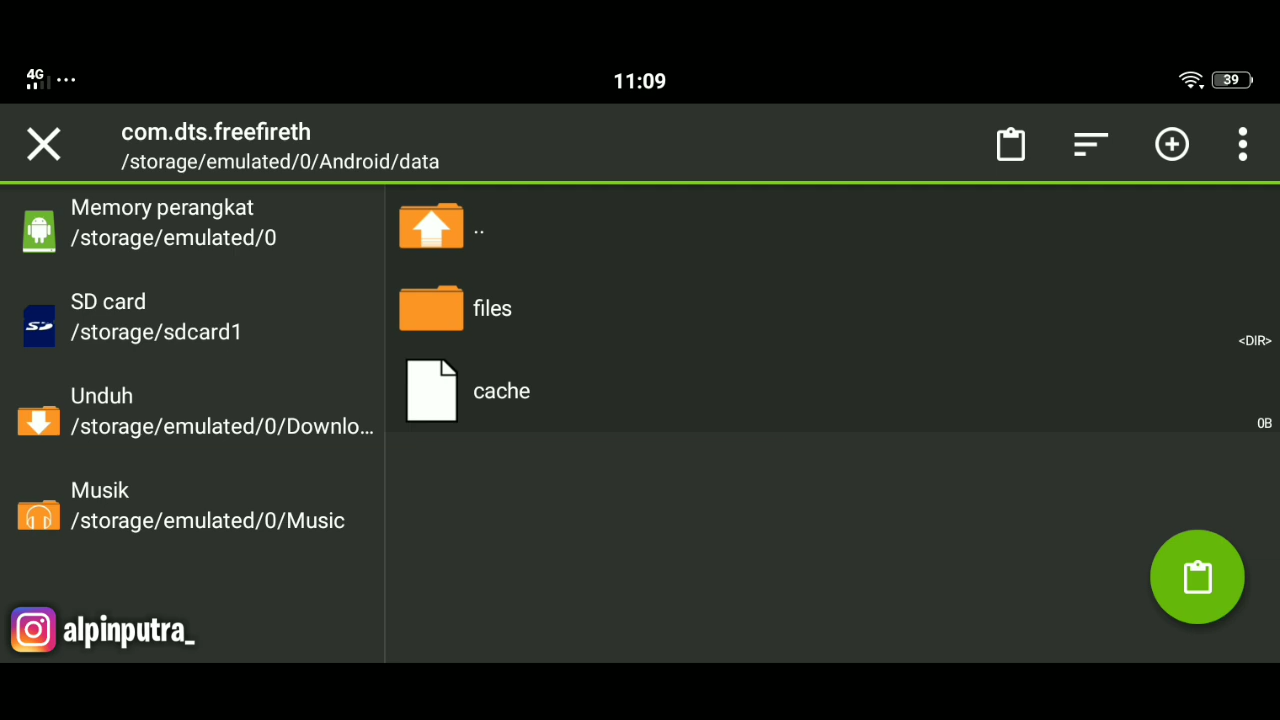 4G
11:09
39
com.dts.freefireth
/storage/emulated/0/Android/data
Memory perangkat
/storage/emulated/0
SD card
/storage/sdcard1
Unduh
/storage/emulated/0/Downlo...
Musik
/storage/emulated/0/Music
..
files
<DIR>
cache
0B
SD
alpinputra_